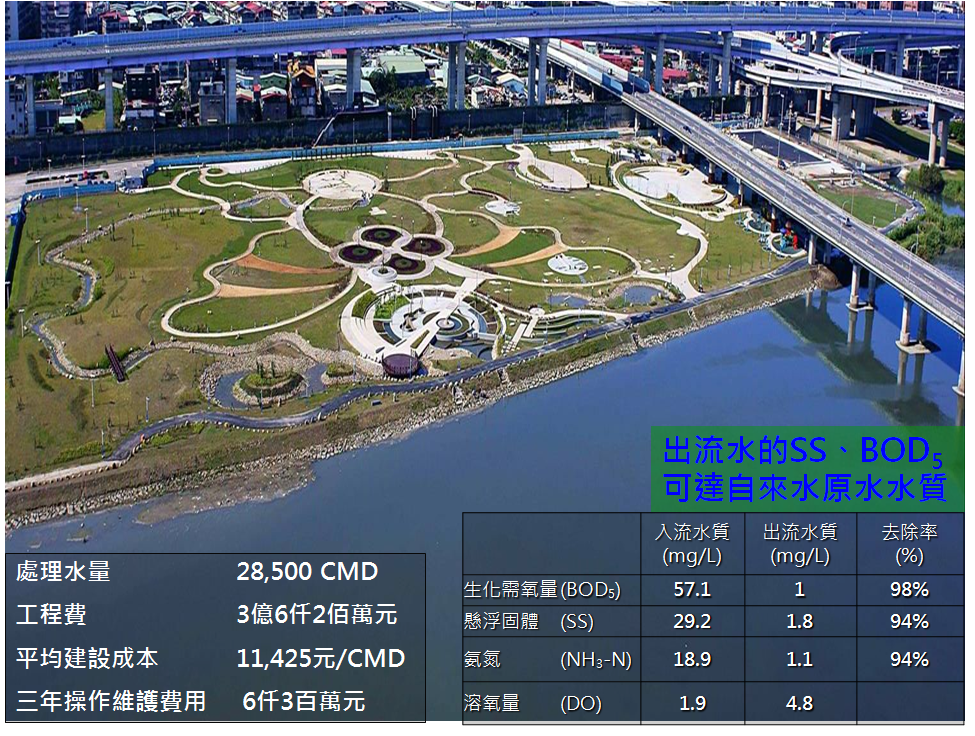 出流水的SS、BOD₅
可達自來水原水水質
處理水量 28,500 CMD
工程費 3億6仟2佰萬元
平均建設成本 11,425元/CMD
三年操作維護費用 6仟3百萬元
入流水質 (mg/L) 出流水質 (mg/L) 去除率 (%)
生化需氧量(BOD₅) 57.1 1 98%
懸浮固體 (SS) 29.2 1.8 94%
氨氮 (NH₃-N) 18.9 1.1 94%
溶氧量 (DO) 1.9 4.8